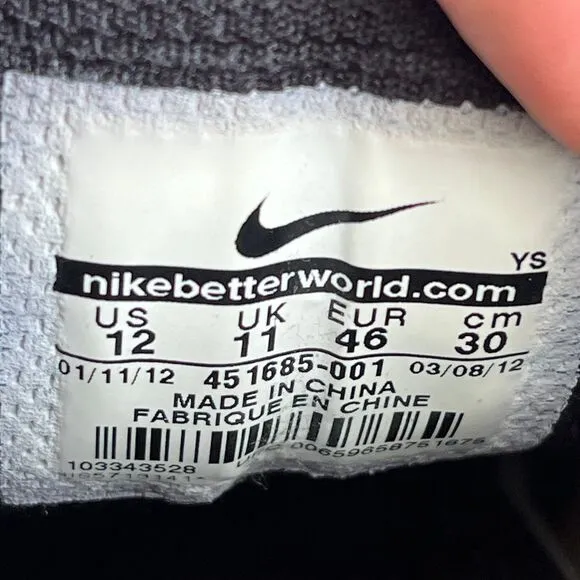 YS
nikebetterworld.com
US UK EUR cm
12 11 46 30
01/11/12 451685-001 03/08/12
MADE IN CHINA
FABRIQUE EN CHINE
103343528